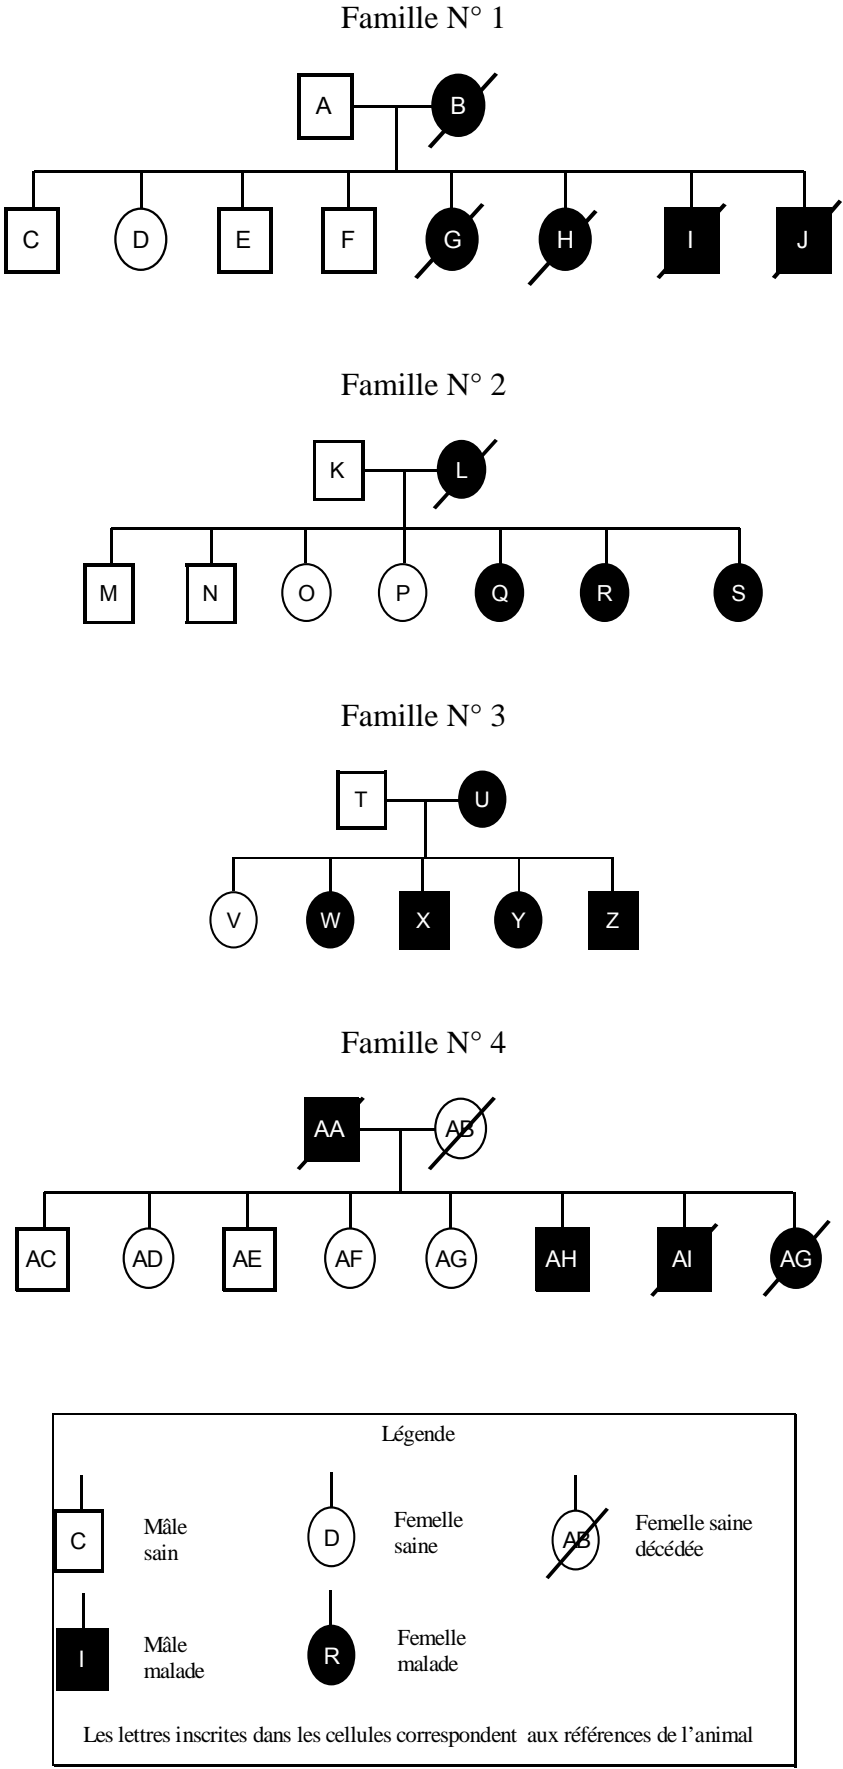 Famille N° 1
A B
C D E F G H I J
Famille N° 2
K L
M N O P Q R S
Famille N° 3
T U
V W X Y Z
Famille N° 4
AA AB
AC AD AE AF AG AH AI AG
Légende
C Mâle
sain
D Femelle
saine
AB Femelle saine
décédée
I Mâle
malade
R Femelle
malade
Les lettres inscrites dans les cellules correspondent aux références de l’animal